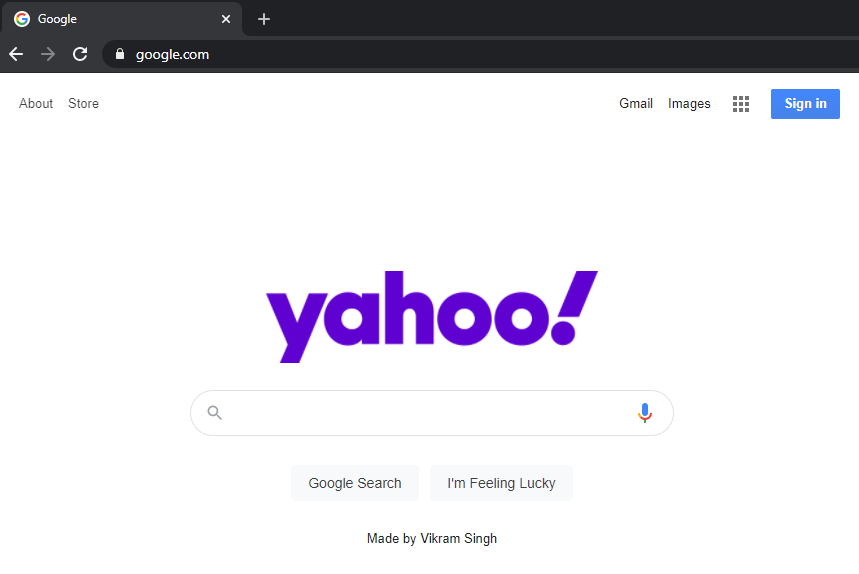 Google
google.com
About Store Gmail Images Sign in
yahoo!
Google Search I'm Feeling Lucky
Made by Vikram Singh